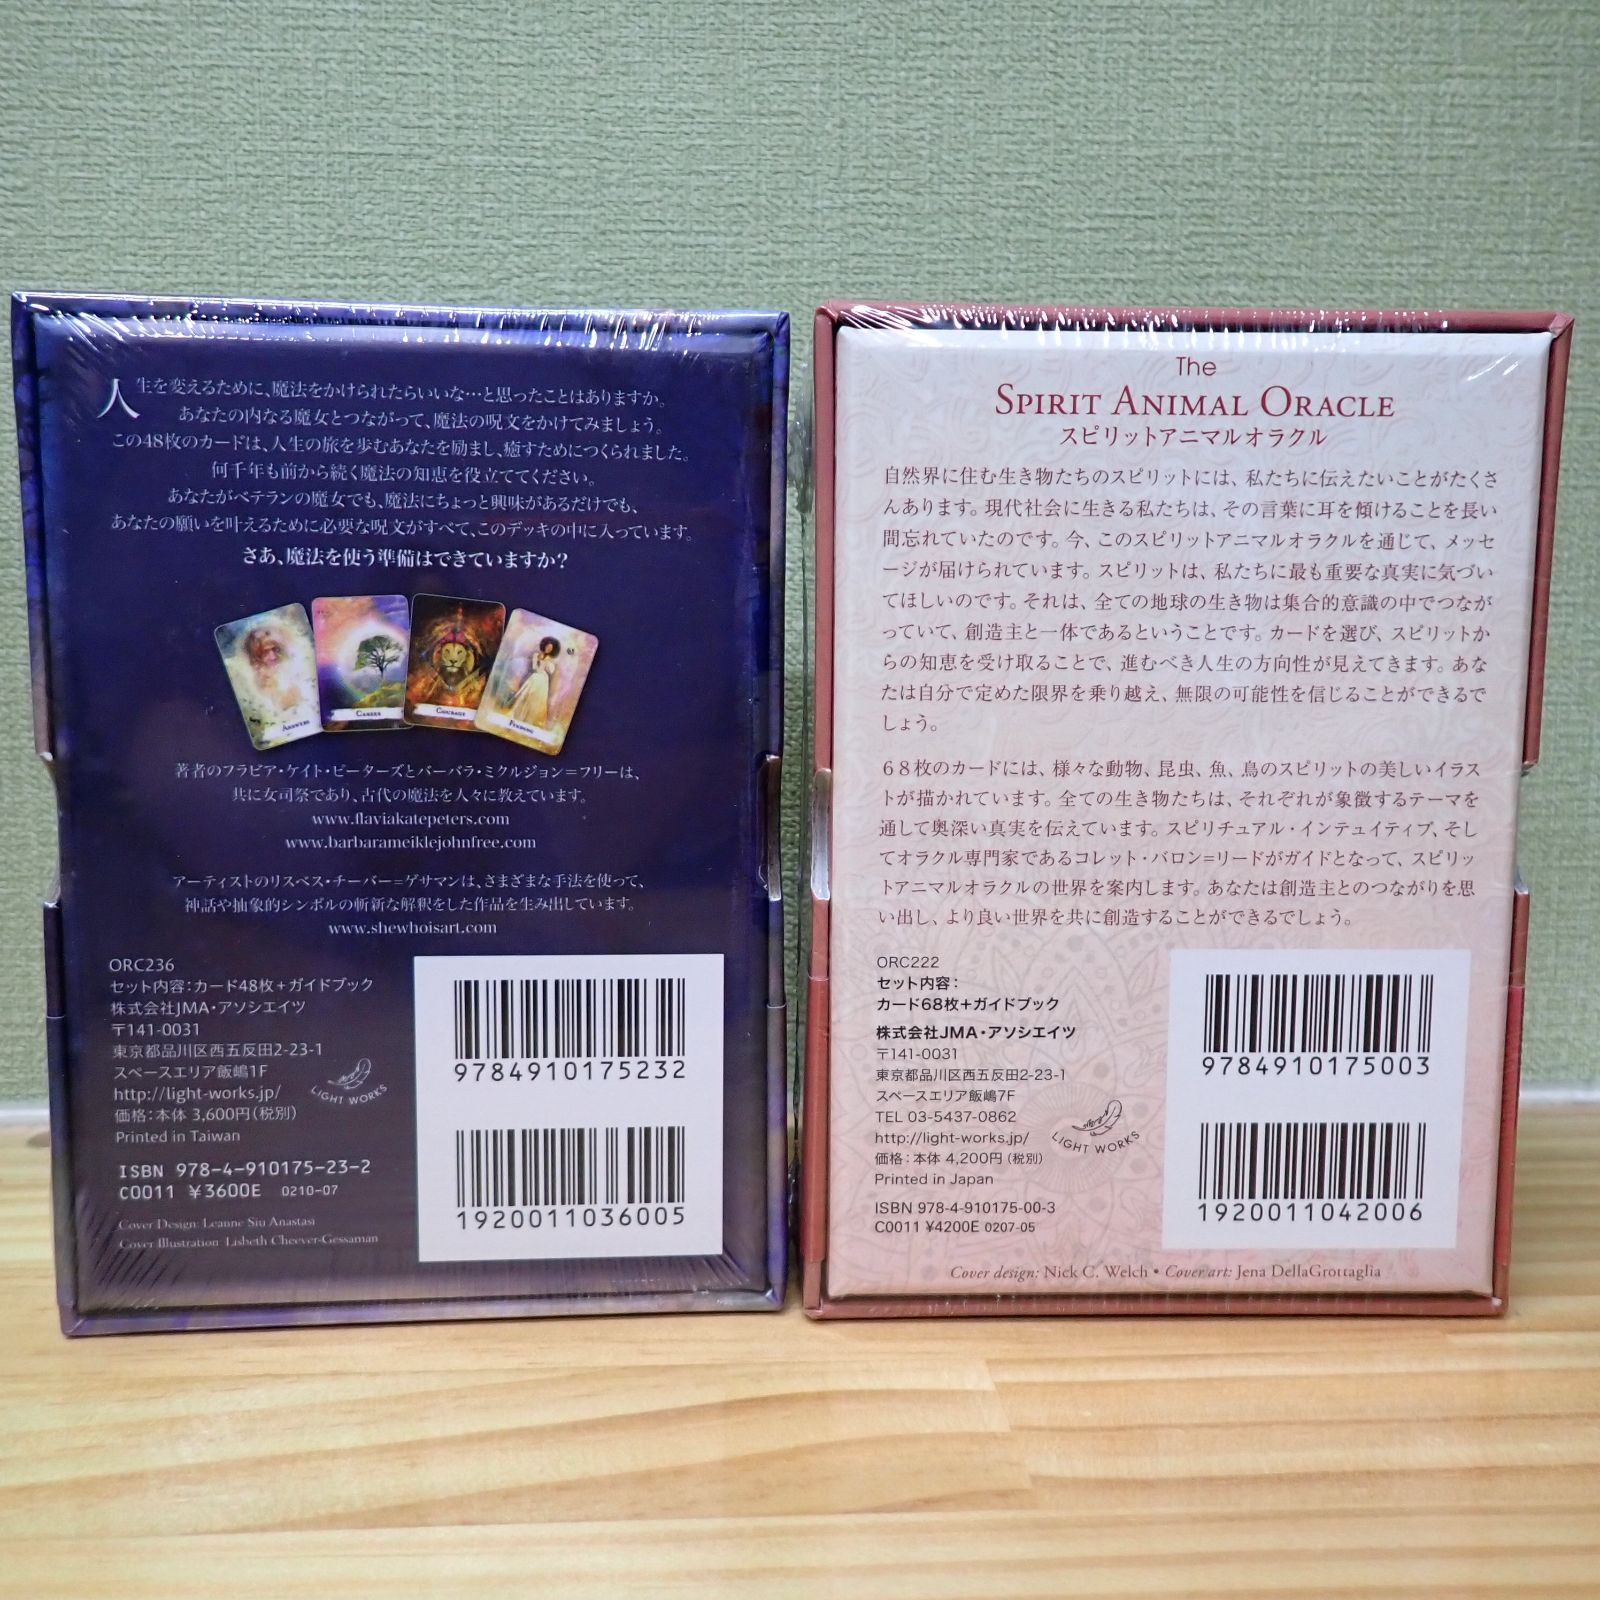 人生を変えるために、魔法をかけられたらいいな…と思ったことはありますか。
あなたの内なる魔女とつながって、魔法の呪文をかけてみましょう。
この48枚のカードは、人生の旅を歩むあなたを励まし、癒すためにつくられました。
何千年も前から続く魔法の知恵を役立ててください。
あなたがベテランの魔女でも、魔法にちょっと興味があるだけでも、
あなたの願いを叶えるために必要な呪文がすべて、このデッキの中に入っています。
さあ、魔法を使う準備はできていますか？
Answers
Career
Courage
著者のフラビア・ケイト・ピーターズとバーバラ・ミクルジョン=フリーは、
共に女司祭であり、古代の魔法を人々に教えています。
www.flaviakatepeters.com
www.barbarameiklejohnfree.com
アーティストのリスベス・チーバー=ゲサマンは、さまざまな手法を使って、
神話や抽象的シンボルの斬新な解釈をした作品を生み出しています。
www.shewhoisart.com
ORC236
セット内容：カード48枚+ガイドブック
株式会社JMA・アソシエイツ
〒141-0031
東京都品川区西五反田2-23-1
スペースエリア飯嶋1F
http://light-works.jp/
価格：本体 3,600円（税別）
Printed in Taiwan
LIGHT WORKS
ISBN 978-4-910175-23-2
C0011 ¥3600E 0210-07
Cover Design: Leanne Siu Anastasi
Cover Illustration: Lisbeth Cheever-Gessaman
9784910175232
1920011036005
The
SPIRIT ANIMAL ORACLE
スピリットアニマルオラクル
自然界に住む生き物たちのスピリットには、私たちに伝えたいことがたくさ
んあります。現代社会に生きる私たちは、その言葉に耳を傾けることを長い
間忘れていたのです。今、このスピリットアニマルオラクルを通じて、メッセ
ージが届けられています。スピリットは、私たちに最も重要な真実に気づい
てほしいのです。それは、全ての地球の生き物は集合的意識の中でつなが
っていて、創造主と一体であるということです。カードを選び、スピリットか
らの知恵を受け取ることで、進むべき人生の方向性が見えてきます。あな
たは自分で定めた限界を乗り越え、無限の可能性を信じることができるで
しょう。
68枚のカードには、様々な動物、昆虫、魚、鳥のスピリットの美しいイラス
トが描かれています。全ての生き物たちは、それぞれが象徴するテーマを
通して奥深い真実を伝えています。スピリチュアル・インテュイティブ、そし
てオラクル専門家であるコレット・バロン=リードがガイドとなって、スピリッ
トアニマルオラクルの世界を案内します。あなたは創造主とのつながりを思
い出し、より良い世界を共に創造することができるでしょう。
ORC222
セット内容：
カード68枚+ガイドブック
株式会社JMA・アソシエイツ
〒141-0031
東京都品川区西五反田2-23-1
スペースエリア飯嶋7F
TEL 03-5437-0862
http://light-works.jp/
価格：本体 4,200円（税別）
Printed in Japan
LIGHT WORKS
ISBN 978-4-910175-00-3
C0011 ¥4200E 0207-05
9784910175003
1920011042006
Cover design: Nick C. Welch • Cover art: Jena DellaGrottaglia